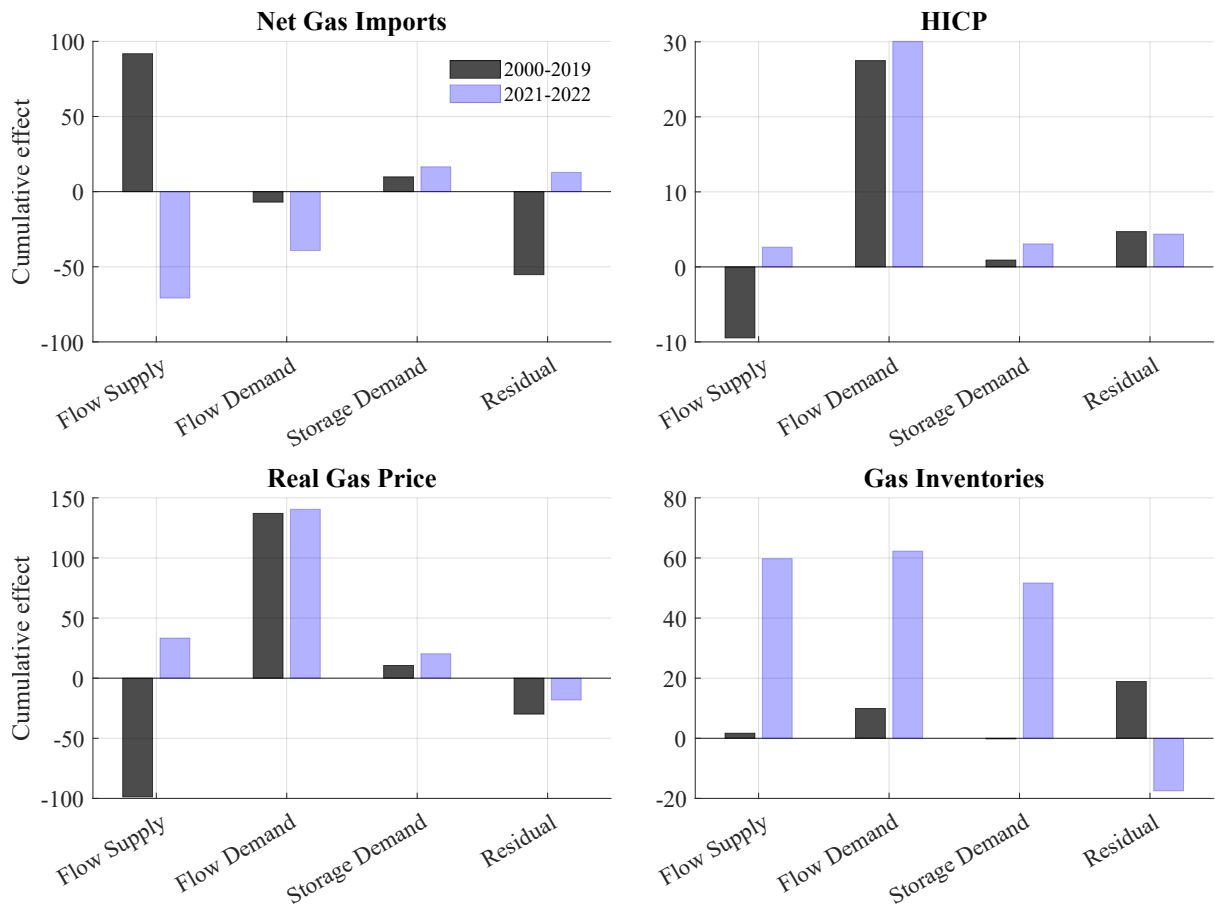 Net Gas Imports
100
50
0
-50
-100
Cumulative effect
2000-2019
2021-2022
Flow Supply
Flow Demand
Storage Demand
Residual
HICP
30
20
10
0
-10
Flow Supply
Flow Demand
Storage Demand
Residual
Real Gas Price
150
100
50
0
-50
-100
Cumulative effect
Flow Supply
Flow Demand
Storage Demand
Residual
Gas Inventories
80
60
40
20
0
-20
Flow Supply
Flow Demand
Storage Demand
Residual